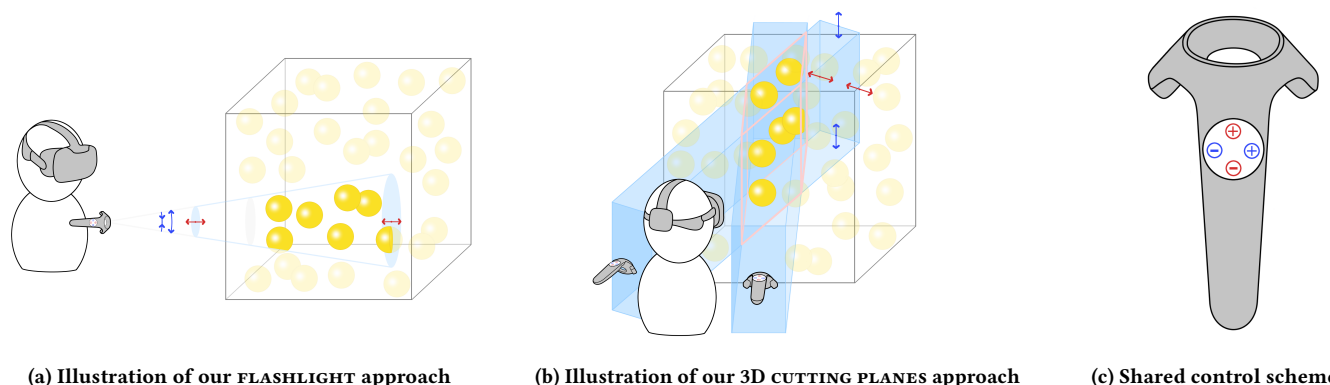 (a) Illustration of our FLASHLIGHT approach
(b) Illustration of our 3D CUTTING PLANES approach
(c) Shared control scheme